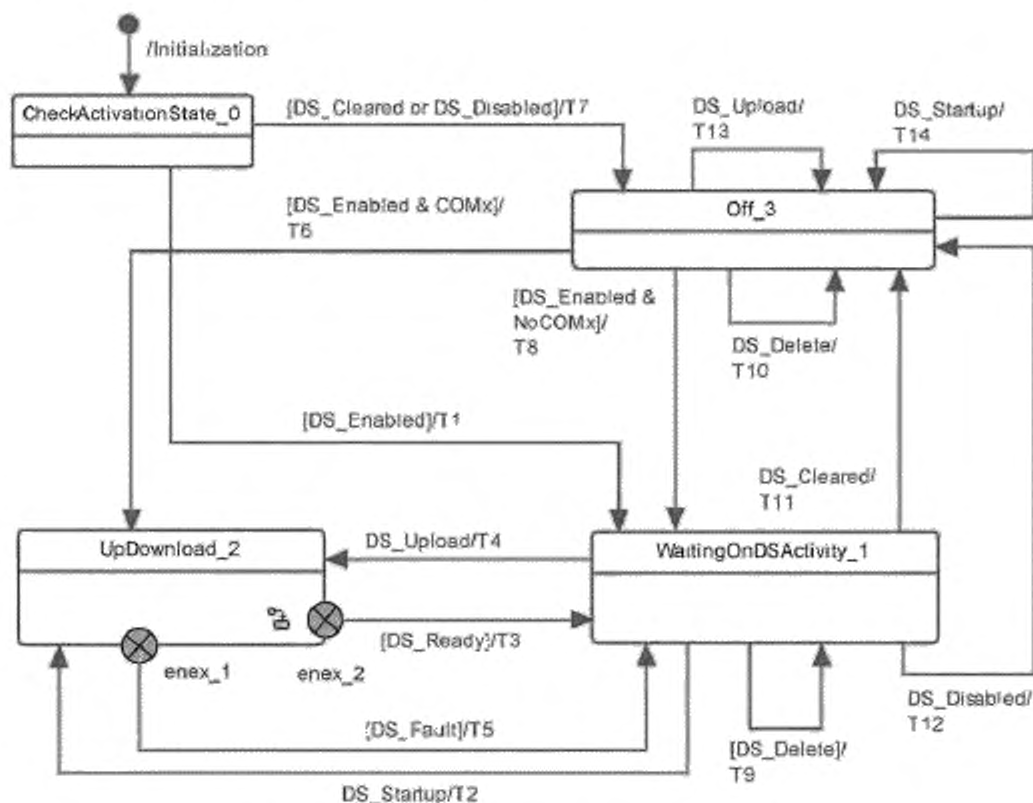 /Initialization
CheckActivationState_0
[DS_Cleared or DS_Disabled]/T7
DS_Upload/
T13
DS_Startup/
T14
[DS_Enabled & COMx]/
T6
Off_3
[DS_Enabled &
NoCOMx]/
T8
DS_Delete/
T10
[DS_Enabled]/T1
DS_Cleared/
T11
UpDownload_2
DS_Upload/T4
WaitingOnDSActivity_1
[DS_Ready]/T3
enex_1
enex_2
[DS_Fault]/T5
DS_Disabled/
T12
[DS_Delete]/
T9
DS_Startup/T2